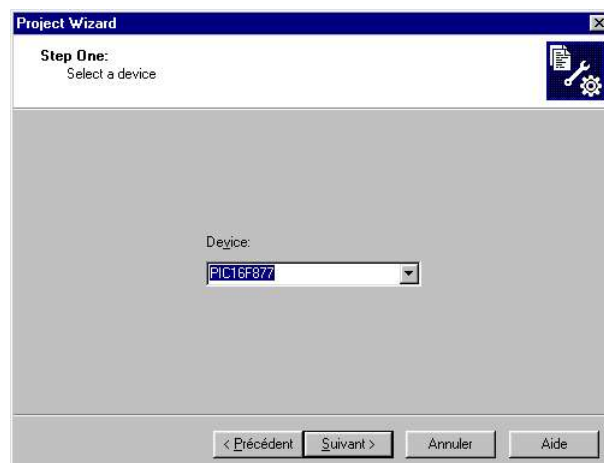 Project Wizard
Step One:
Select a device
Device:
PIC16F877
< Précédent
Suivant >
Annuler
Aide